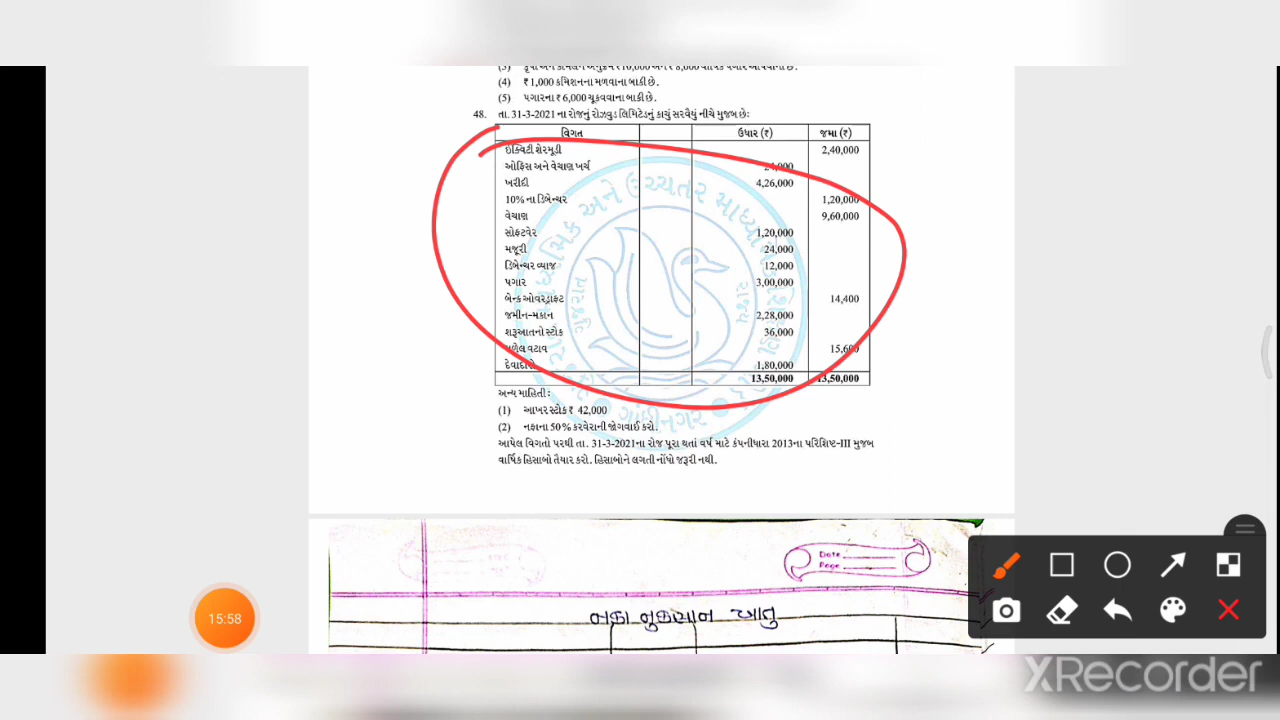 (4) ₹ 1,000 કમિશનના મળવાના બાકી છે.
(5) પગારના ₹ 6,000 ચૂકવવાના બાકી છે.
48. તા. 31-3-2021 ના રોજનું રોઝવુડ લિમિટેડનું કાચું સરવૈયું નીચે મુજબ છેઃ
વિગત ઉધાર (₹) જમા (₹)
ઇક્વિટી શેરમૂડી 2,40,000
ઓફિસ અને વેચાણ ખર્ચ 24,000
ખરીદી 4,26,000
10% ના ડિબેન્ચર 1,20,000
વેચાણ 9,60,000
સોફટવેર 1,20,000
મજૂરી 24,000
ડિબેન્ચર વ્યાજ 12,000
પગાર 3,00,000
બેન્ક ઓવરડ્રાફટ 14,400
જમીન-મકાન 2,28,000
શરૂઆતનો સ્ટોક 36,000
મળેલ વટાવ 15,600
દેવાદારો 1,80,000
13,50,000 13,50,000
અન્ય માહિતી :
(1) આખર સ્ટોક ₹ 42,000
(2) નફાના 50% કરવેરાની જોગવાઈ કરો.
આપેલ વિગતો પરથી તા. 31-3-2021ના રોજ પૂરા થતાં વર્ષ માટે કંપનીધારા 2013ના પરિશિષ્ટ-III મુજબ
વાર્ષિક હિસાબો તૈયાર કરો. હિસાબોને લગતી નોંધો જરૂરી નથી.
Date
Page
નફા નુકસાન ખાતુ
15:58
XRecorder